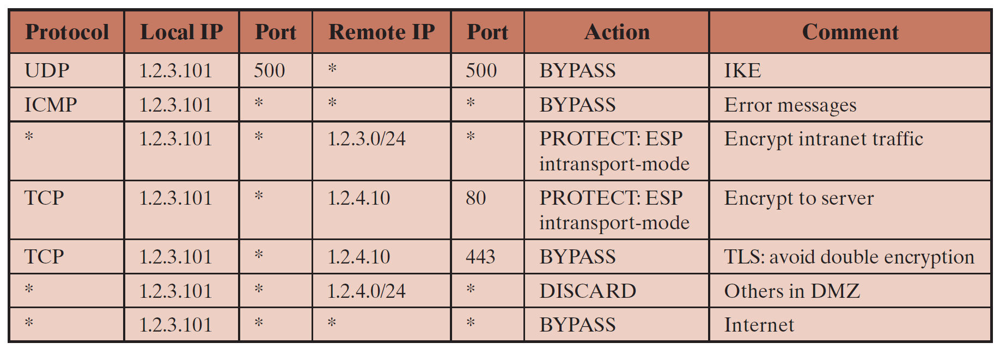 Protocol Local IP Port Remote IP Port Action Comment
UDP 1.2.3.101 500 * 500 BYPASS IKE
ICMP 1.2.3.101 * * * BYPASS Error messages
* 1.2.3.101 * 1.2.3.0/24 * PROTECT: ESP Encrypt intranet traffic
intransport-mode
TCP 1.2.3.101 * 1.2.4.10 80 PROTECT: ESP Encrypt to server
intransport-mode
TCP 1.2.3.101 * 1.2.4.10 443 BYPASS TLS: avoid double encryption
* 1.2.3.101 * 1.2.4.0/24 * DISCARD Others in DMZ
* 1.2.3.101 * * * BYPASS Internet